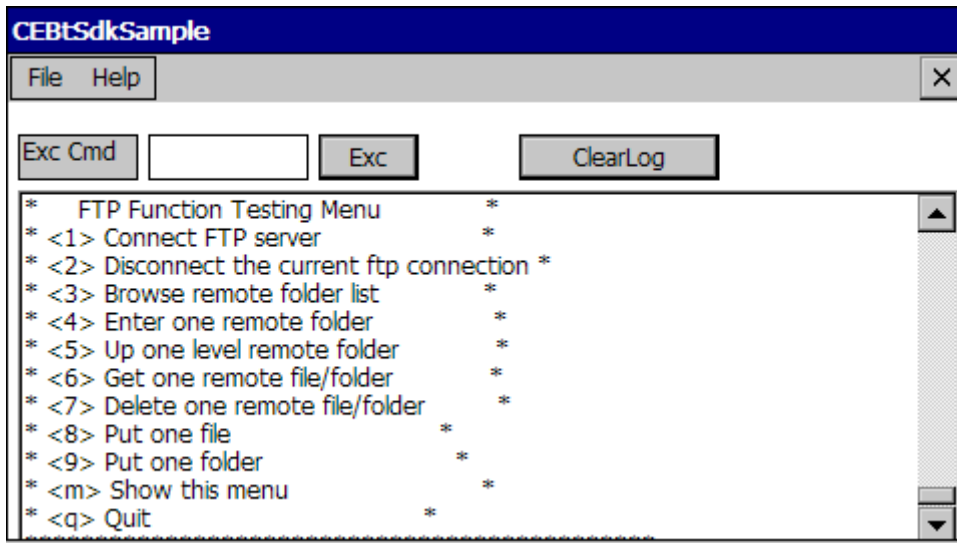 CEBtSdkSample
File Help
Exc Cmd Exc ClearLog
* FTP Function Testing Menu *
* <1> Connect FTP server *
* <2> Disconnect the current ftp connection *
* <3> Browse remote folder list *
* <4> Enter one remote folder *
* <5> Up one level remote folder *
* <6> Get one remote file/folder *
* <7> Delete one remote file/folder *
* <8> Put one file *
* <9> Put one folder *
* <m> Show this menu *
* <q> Quit *